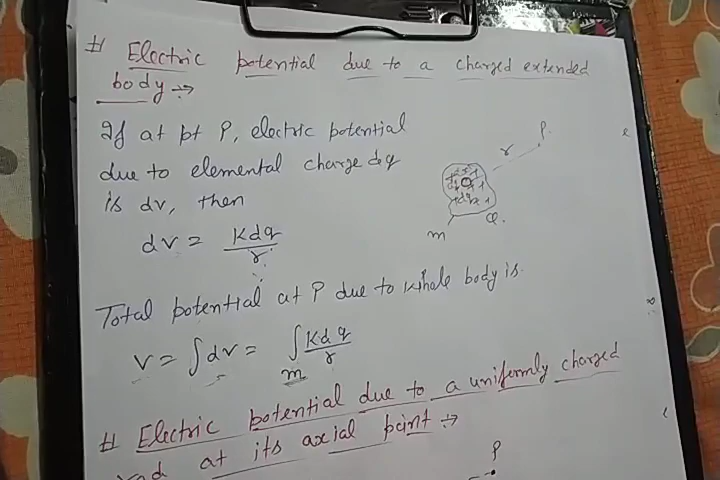 # Electric potential due to a charged extended
body :→
If at pt P, electric potential
due to elemental charge dq
is dv, then
dv = Kdq/r
P.
r
dq
Q.
m
Total potential at P due to whole body is
v = ∫dv = ∫m Kdq/r
# Electric potential due to a uniformly charged
rod at its axial point :→
P